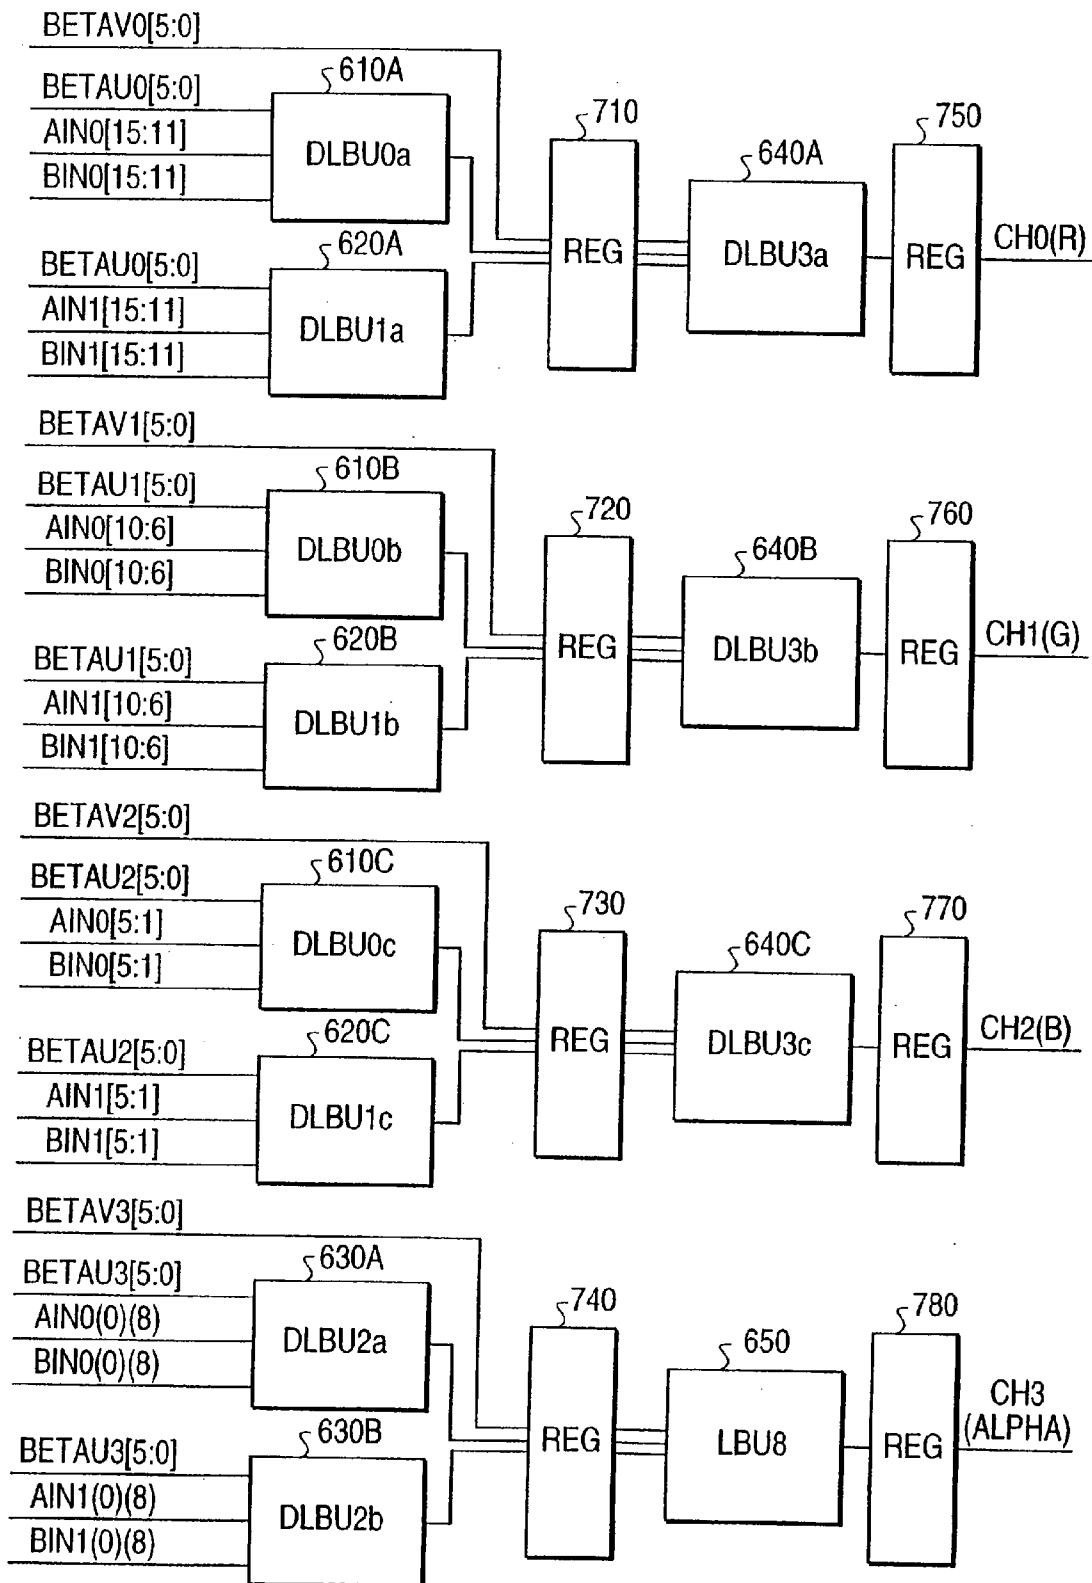 BETAV0[5:0]
BETAU0[5:0]
AIN0[15:11]
BIN0[15:11]
610A
DLBU0a
BETAU0[5:0]
AIN1[15:11]
BIN1[15:11]
620A
DLBU1a
710
REG
640A
DLBU3a
750
REG
CH0(R)
BETAV1[5:0]
BETAU1[5:0]
AIN0[10:6]
BIN0[10:6]
610B
DLBU0b
BETAU1[5:0]
AIN1[10:6]
BIN1[10:6]
620B
DLBU1b
720
REG
640B
DLBU3b
760
REG
CH1(G)
BETAV2[5:0]
BETAU2[5:0]
AIN0[5:1]
BIN0[5:1]
610C
DLBU0c
BETAU2[5:0]
AIN1[5:1]
BIN1[5:1]
620C
DLBU1c
730
REG
640C
DLBU3c
770
REG
CH2(B)
BETAV3[5:0]
BETAU3[5:0]
AIN0(0)(8)
BIN0(0)(8)
630A
DLBU2a
BETAU3[5:0]
AIN1(0)(8)
BIN1(0)(8)
630B
DLBU2b
740
REG
650
LBU8
780
REG
CH3
(ALPHA)